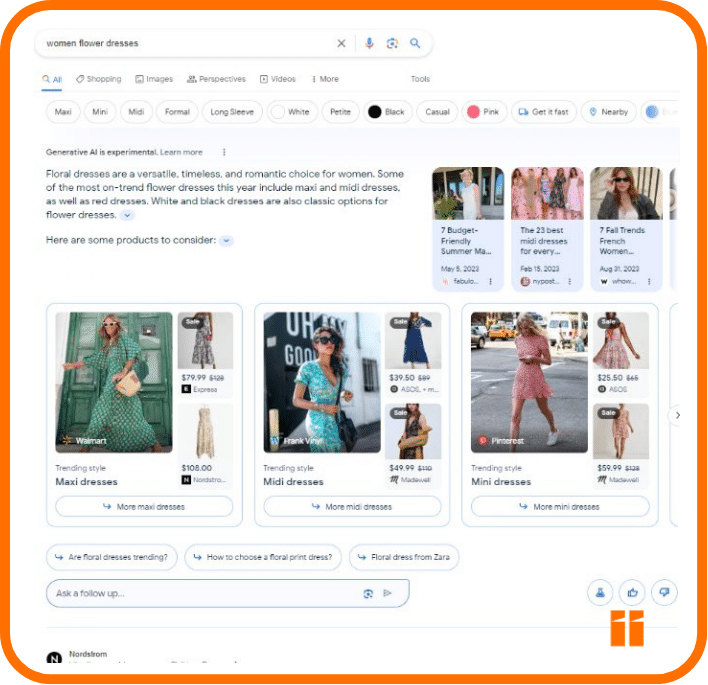 women flower dresses
All Shopping Images Perspectives Videos More Tools
Maxi Mini Midi Formal Long Sleeve White Petite Black Casual Pink Get it fast Nearby
Generative AI is experimental. Learn more
Floral dresses are a versatile, timeless, and romantic choice for women. Some
of the most on-trend flower dresses this year include maxi and midi dresses,
as well as red dresses. White and black dresses are also classic options for
flower dresses.
Here are some products to consider:
7 Budget-
Friendly
Summer Ma...
May 5, 2023
fabulo...
The 23 best
midi dresses
for every...
Feb 15, 2023
nypost...
7 Fall Trends
French
Women...
Aug 31, 2023
whow...
Walmart
Sale
$79.99 $128
Express
$108.00
Nordstro...
Trending style
Maxi dresses
More maxi dresses
OH MY
GOO
Frank Vinyl
Sale
$39.50 $89
ASOS, + m...
Sale
$49.99 $110
Madewell
Trending style
Midi dresses
More midi dresses
Pinterest
Sale
$25.50 $65
ASOS
Sale
$59.99 $128
Madewell
Trending style
Mini dresses
More mini dresses
Are floral dresses trending? How to choose a floral print dress? Floral dress from Zara
Ask a follow up...
Nordstrom